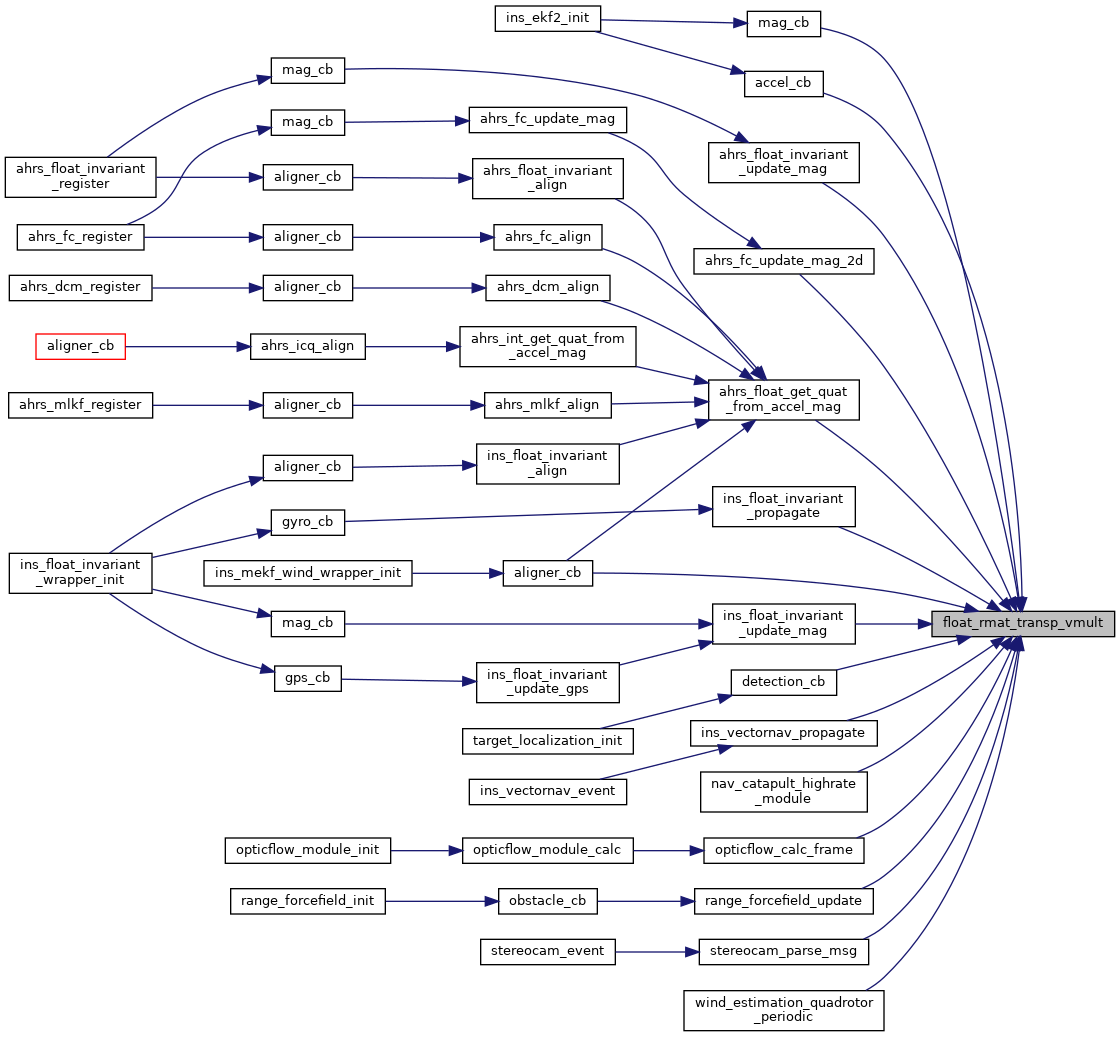 ins_ekf2_init
mag_cb
mag_cb
accel_cb
mag_cb
ahrs_fc_update_mag
ahrs_float_invariant
_update_mag
ahrs_float_invariant
_register
aligner_cb
ahrs_float_invariant
_align
ahrs_fc_register
aligner_cb
ahrs_fc_align
ahrs_fc_update_mag_2d
ahrs_dcm_register
aligner_cb
ahrs_dcm_align
aligner_cb
ahrs_icq_align
ahrs_int_get_quat_from
_accel_mag
ahrs_float_get_quat
_from_accel_mag
ahrs_mlkf_register
aligner_cb
ahrs_mlkf_align
aligner_cb
ins_float_invariant
_align
gyro_cb
ins_float_invariant
_propagate
ins_float_invariant
_wrapper_init
ins_mekf_wind_wrapper_init
aligner_cb
mag_cb
ins_float_invariant
_update_mag
float_rmat_transp_vmult
gps_cb
ins_float_invariant
_update_gps
detection_cb
target_localization_init
ins_vectornav_propagate
ins_vectornav_event
nav_catapult_highrate
_module
opticflow_module_init
opticflow_module_calc
opticflow_calc_frame
range_forcefield_init
obstacle_cb
range_forcefield_update
stereocam_event
stereocam_parse_msg
wind_estimation_quadrotor
_periodic